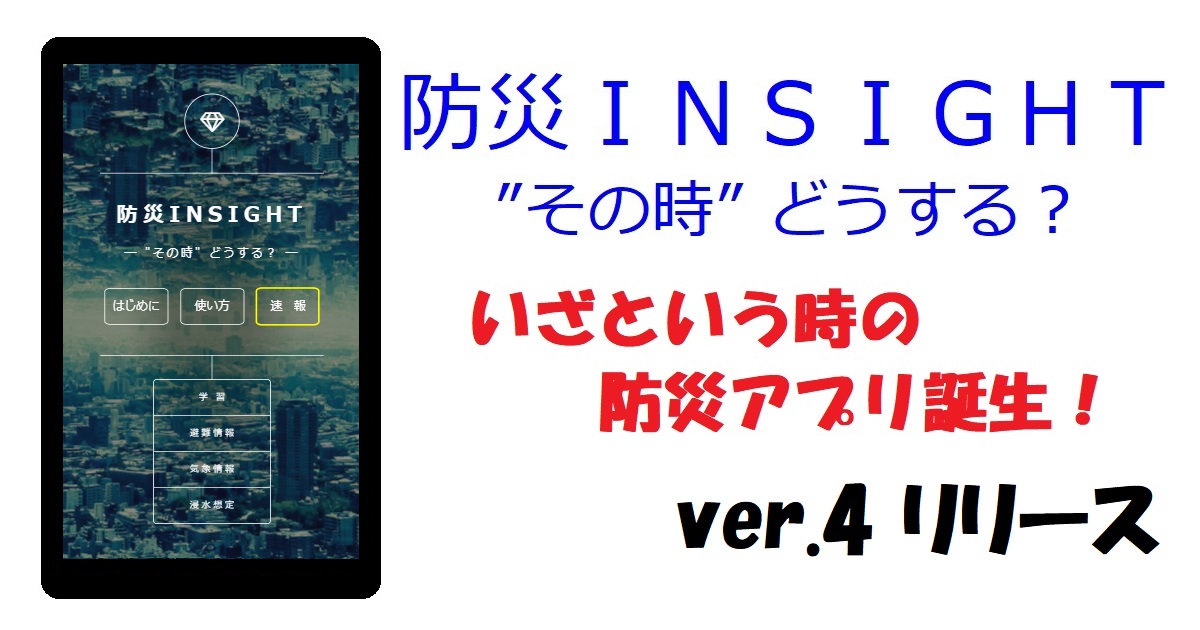 防災INSIGHT
― "その時" どうする? ―
はじめに
使い方
速 報
学 習
避難情報
気象情報
浸水想定
防災INSIGHT
”その時” どうする？
いざという時の
防災アプリ誕生！
ver.4 リリース